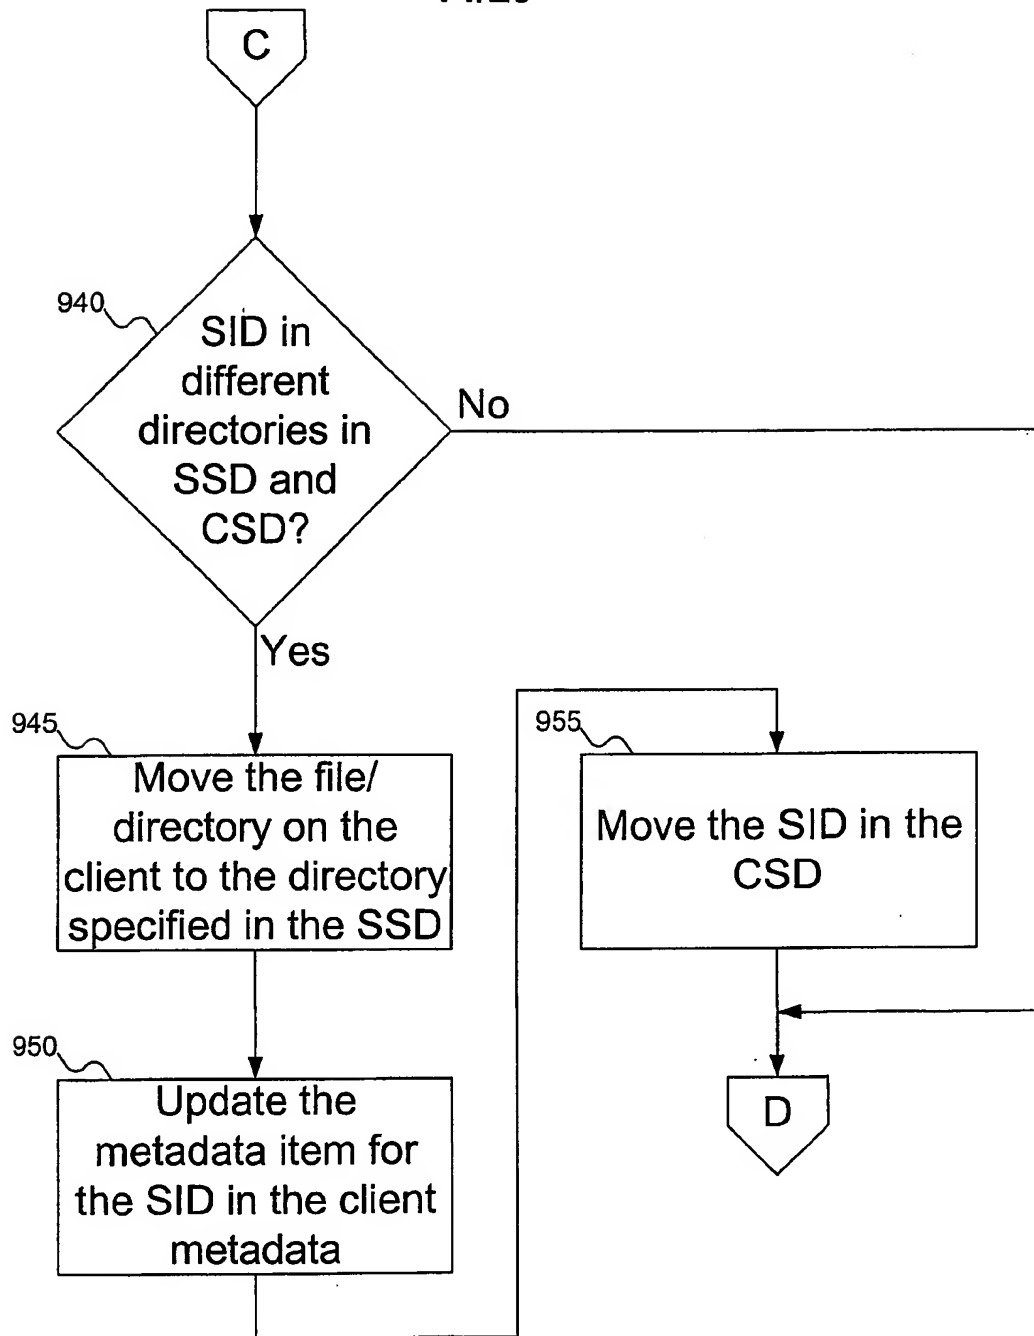 C
940
SID in
different
directories in
SSD and
CSD?
No
Yes
945
Move the file/
directory on the
client to the directory
specified in the SSD
950
Update the
metadata item for
the SID in the client
metadata
955
Move the SID in the
CSD
D